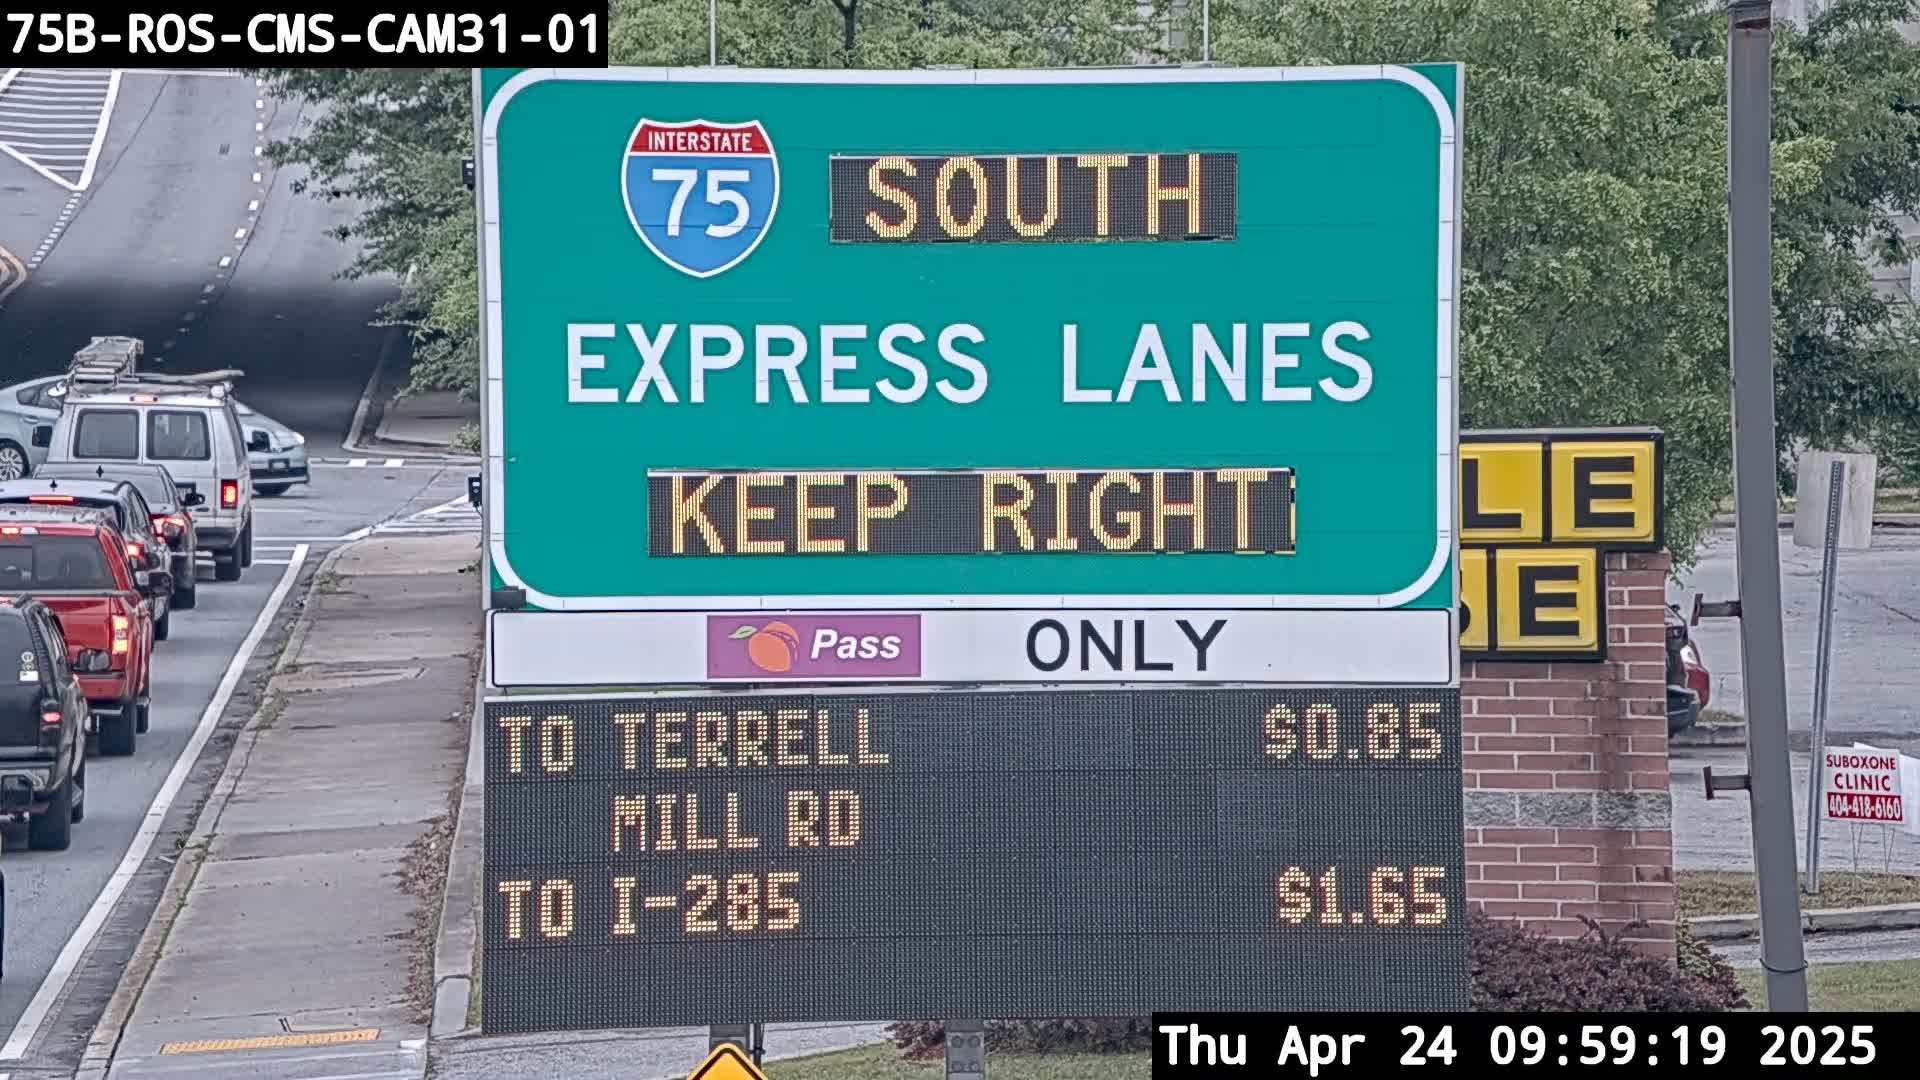 75B-ROS-CMS-CAM31-01
INTERSTATE
75
SOUTH
EXPRESS LANES
KEEP RIGHT
Pass ONLY
TO TERRELL $0.85
MILL RD
TO I-285 $1.65
LE
E
SUBOXONE
CLINIC
404-418-6160
Thu Apr 24 09:59:19 2025